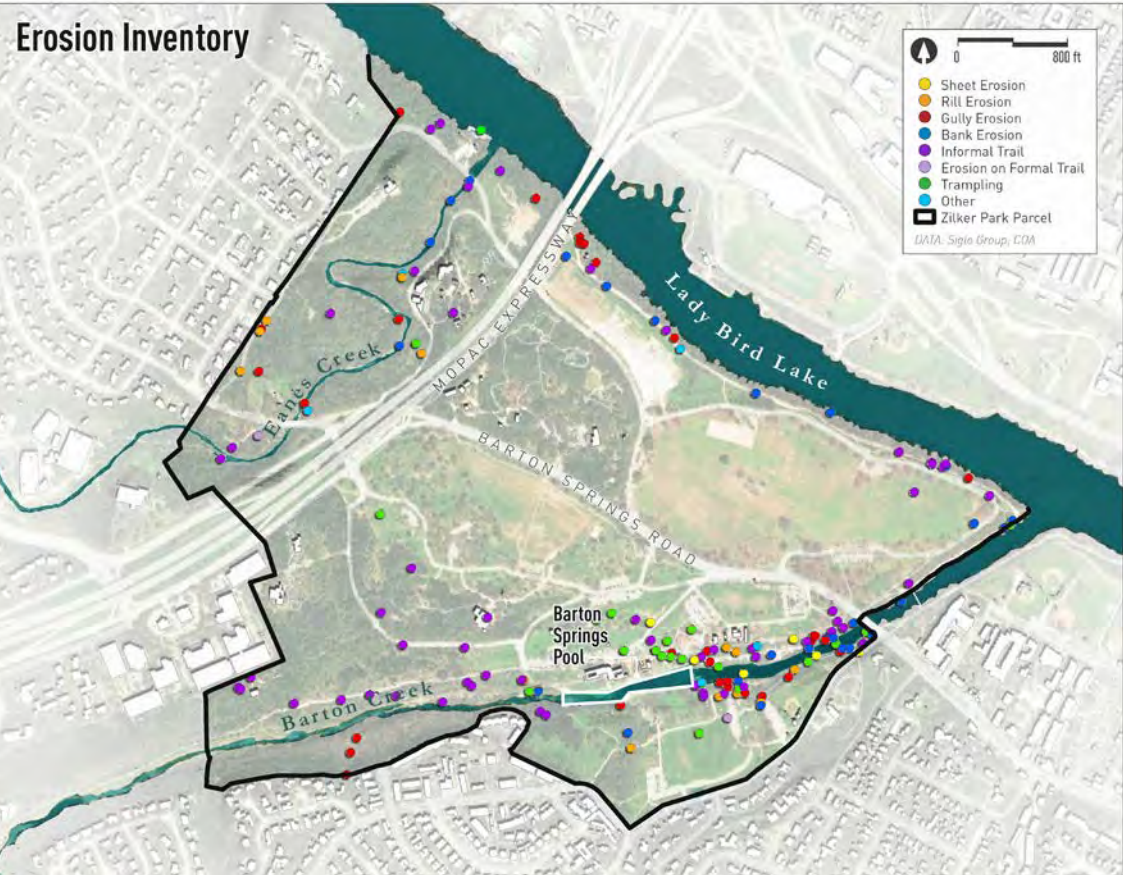 Erosion Inventory
0 800 ft
Sheet Erosion
Rill Erosion
Gully Erosion
Bank Erosion
Informal Trail
Erosion on Formal Trail
Trampling
Other
Zilker Park Parcel
DATA: Siglo Group, COA
Lady Bird Lake
MOPAC EXPRESSWAY
Eanes Creek
BARTON SPRINGS ROAD
Barton
Springs
Pool
Barton Creek